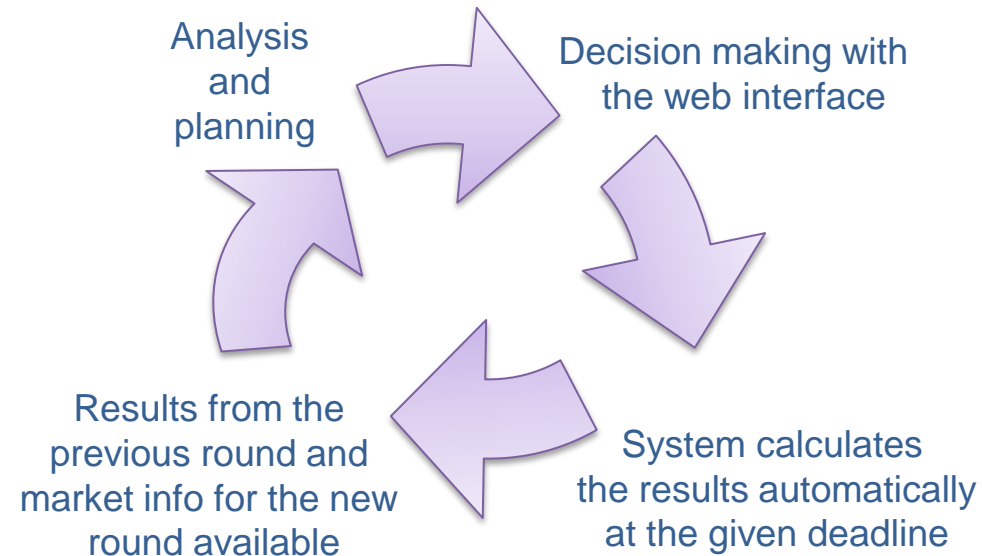 Analysis
and
planning
Decision making with
the web interface
System calculates
the results automatically
at the given deadline
Results from the
previous round and
market info for the new
round available